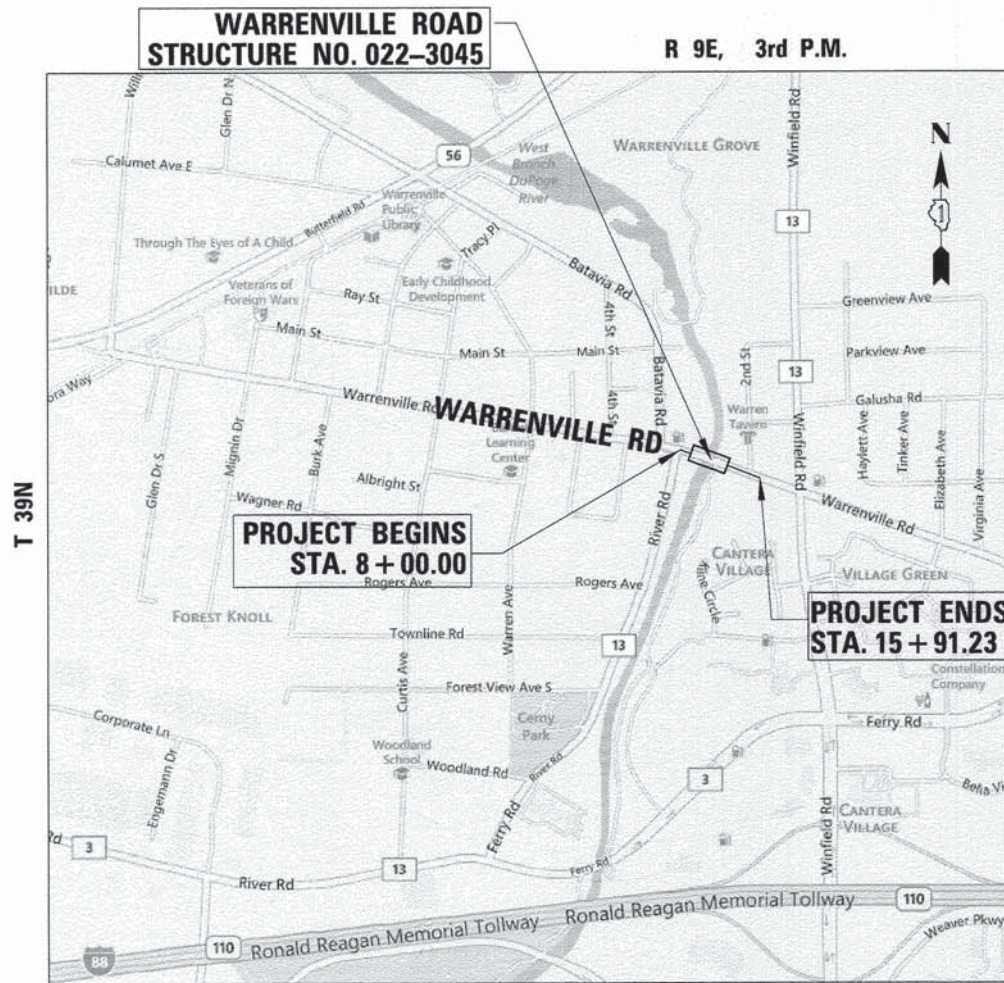 WARRENVILLE ROAD
STRUCTURE NO. 022–3045
R 9E, 3rd P.M.
T 39N
N
Glen Dr N
Winfield Rd
Calumet Ave E
56
West
Branch
DuPage
River
WARRENVILLE GROVE
Butterfield Rd
Warrenville
Public
Library
13
Through The Eyes of A Child
Tracy Pl
Batavia Rd
Veterans of
Foreign Wars
Early Childhood
Development
Ray St
4th St
Greenview Ave
Main St
Main St
Main St
2nd St
Parkview Ave
13
Batavia Rd
Galusha Rd
Warrenville Rd
WARRENVILLE RD
4th St
Warren
Tavern
Learning
Center
Mignin Dr
Burk Ave
Glen Dr S
Albright St
Winfield Rd
Haylett Ave
Tinker Ave
Elizabeth Ave
Virginia Ave
Wagner Rd
River Rd
Warrenville Rd
PROJECT BEGINS
STA. 8+00.00
CANTERA
VILLAGE
VILLAGE GREEN
Rogers Ave
Rogers Ave
Circle
FOREST KNOLL
Warren Ave
PROJECT ENDS
STA. 15+91.23
Townline Rd
13
Curtis Ave
Forest View Ave S
Constellation
Company
Corporate Ln
Cerny
Park
Ferry Rd
Engemann Dr
Woodland
School
Woodland Rd
River Rd
3
Ferry Rd
CANTERA
VILLAGE
Winfield Rd
Rd
3
River Rd
13
Ferry Rd
110
Ronald Reagan Memorial Tollway
Ronald Reagan Memorial Tollway
110
88
Weaver Pkwy